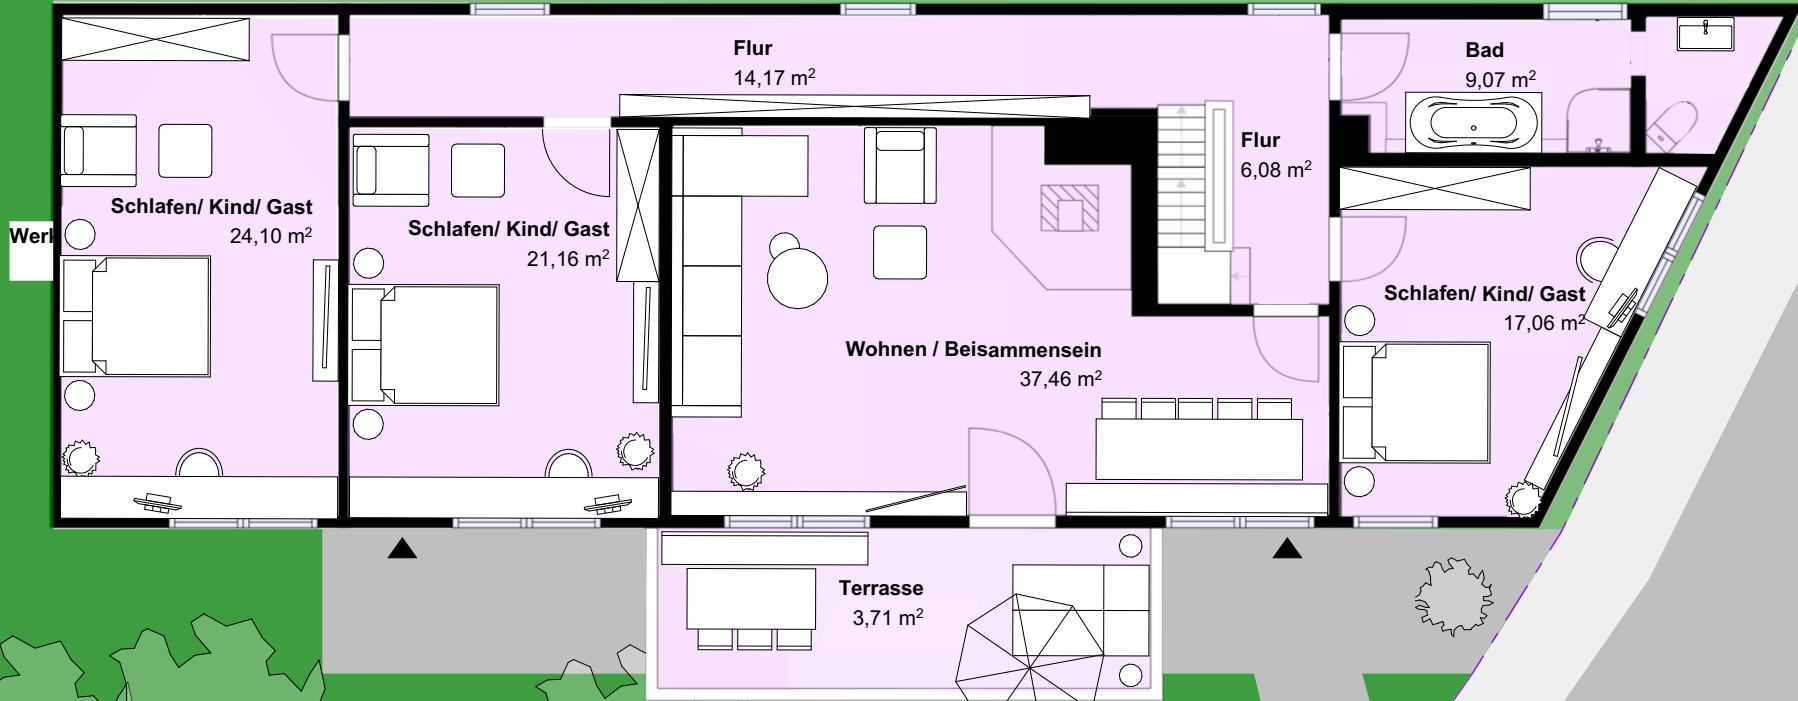 Flur
14,17 m²
Bad
9,07 m²
Flur
6,08 m²
Schlafen/ Kind/ Gast
24,10 m²
Schlafen/ Kind/ Gast
21,16 m²
Werk
Schlafen/ Kind/ Gast
17,06 m²
Wohnen / Beisammensein
37,46 m²
Terrasse
3,71 m²